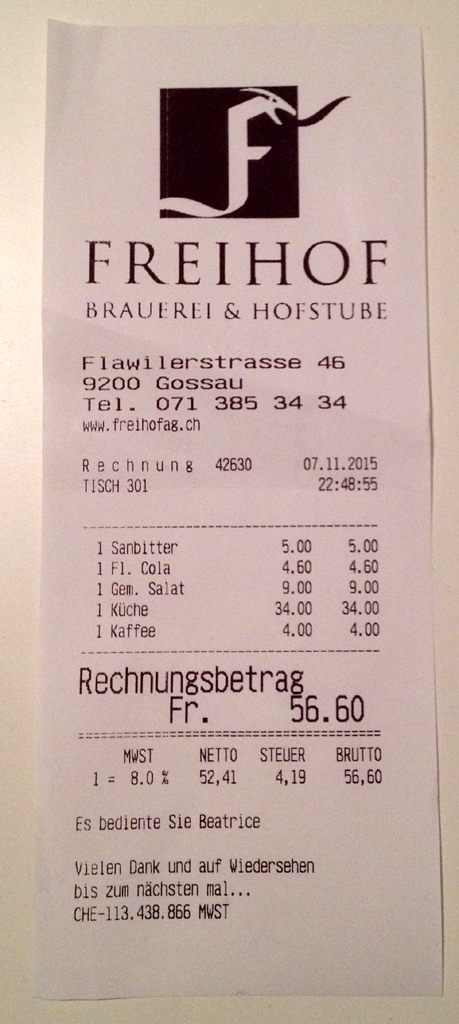 F
FREIHOF
BRAUEREI & HOFSTUBE
Flawilerstrasse 46
9200 Gossau
Tel. 071 385 34 34
www.freihofag.ch
Rechnung 42630 07.11.2015
TISCH 301 22:48:55
1 Sanbitter 5.00 5.00
1 Fl. Cola 4.60 4.60
1 Gem. Salat 9.00 9.00
1 Küche 34.00 34.00
1 Kaffee 4.00 4.00
Rechnungsbetrag
Fr. 56.60
MWST NETTO STEUER BRUTTO
1 = 8.0 % 52,41 4,19 56,60
Es bediente Sie Beatrice
Vielen Dank und auf Wiedersehen
bis zum nächsten mal...
CHE-113.438.866 MWST